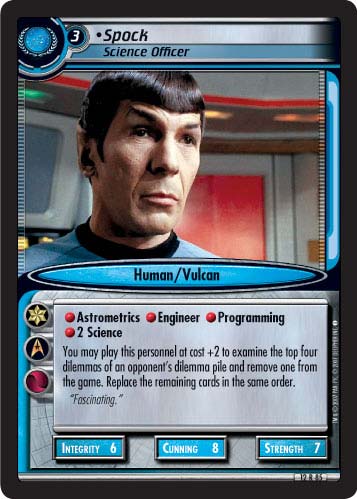 3
•Spock
Science Officer
Human/Vulcan
Astrometrics Engineer Programming
2 Science
You may play this personnel at cost +2 to examine the top four
dilemmas of an opponent's dilemma pile and remove one from
the game. Replace the remaining cards in the same order.
"Fascinating."
INTEGRITY 6 CUNNING 8 STRENGTH 7
12 R 85